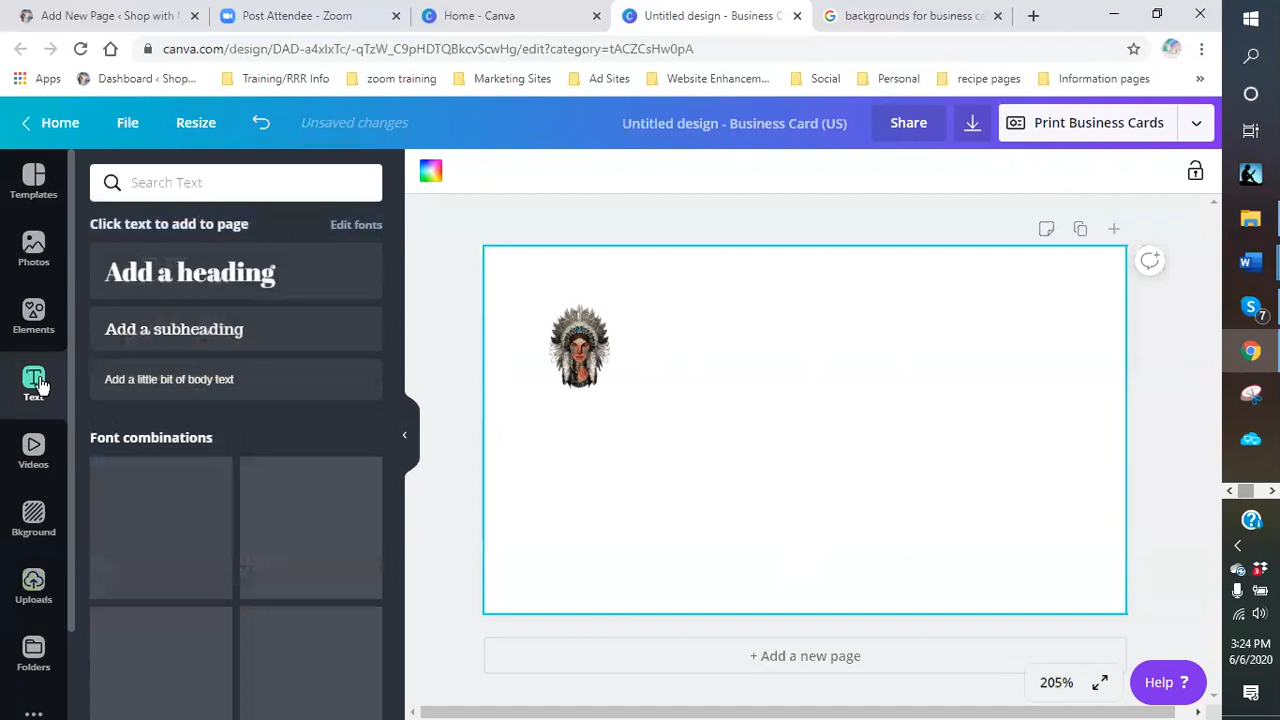 Add New Page ‹ Shop with
Post Attendee - Zoom
Home - Canva
Untitled design - Business C
backgrounds for business ca
canva.com/design/DAD-a4xIxTc/-qTzW_C9pHDTQBkcvScwHg/edit?category=tACZCsHw0pA
Apps
Dashboard ‹ Shop...
Training/RRR Info
zoom training
Marketing Sites
Ad Sites
Website Enhancem...
Social
Personal
recipe pages
Information pages
»
Home
File
Resize
Unsaved changes
Untitled design - Business Card (US)
Share
Print Business Cards
Templates
Photos
Elements
Text
Videos
Bkground
Uploads
Folders
Search Text
Click text to add to page
Edit fonts
Add a heading
Add a subheading
Add a little bit of body text
Font combinations
+ Add a new page
205%
Help ?
7
3:24 PM
6/6/2020